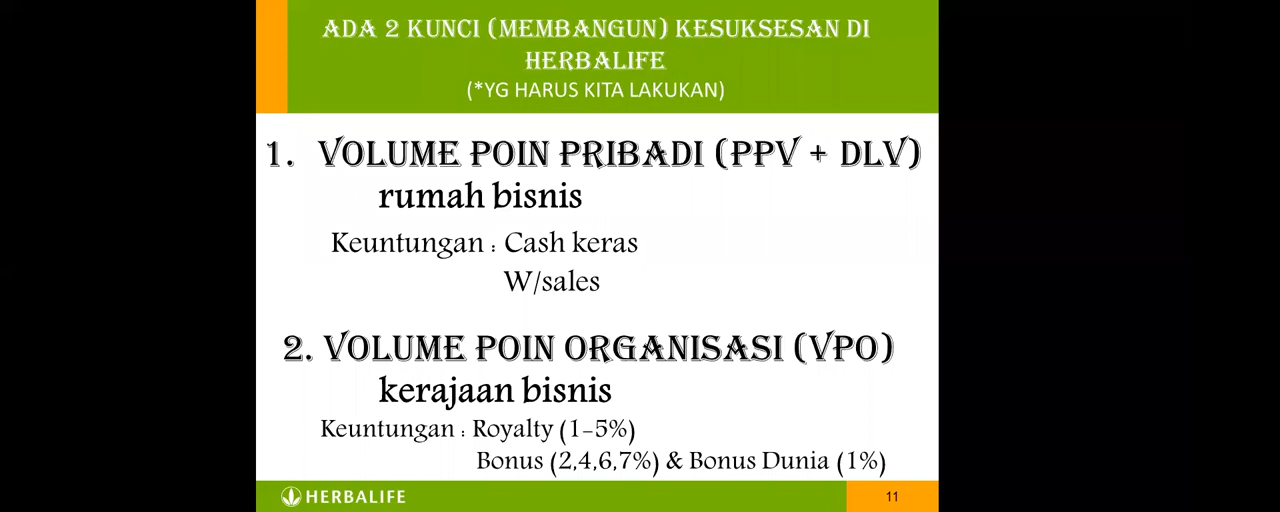 ADA 2 KUNCI (MEMBANGUN) KESUKSESAN DI
HERBALIFE
(*YG HARUS KITA LAKUKAN)
1. VOLUME POIN PRIBADI (PPV + DLV)
rumah bisnis
Keuntungan : Cash keras
W/sales
2. VOLUME POIN ORGANISASI (VPO)
kerajaan bisnis
Keuntungan : Royalty (1-5%)
Bonus (2,4,6,7%) & Bonus Dunia (1%)
HERBALIFE
11